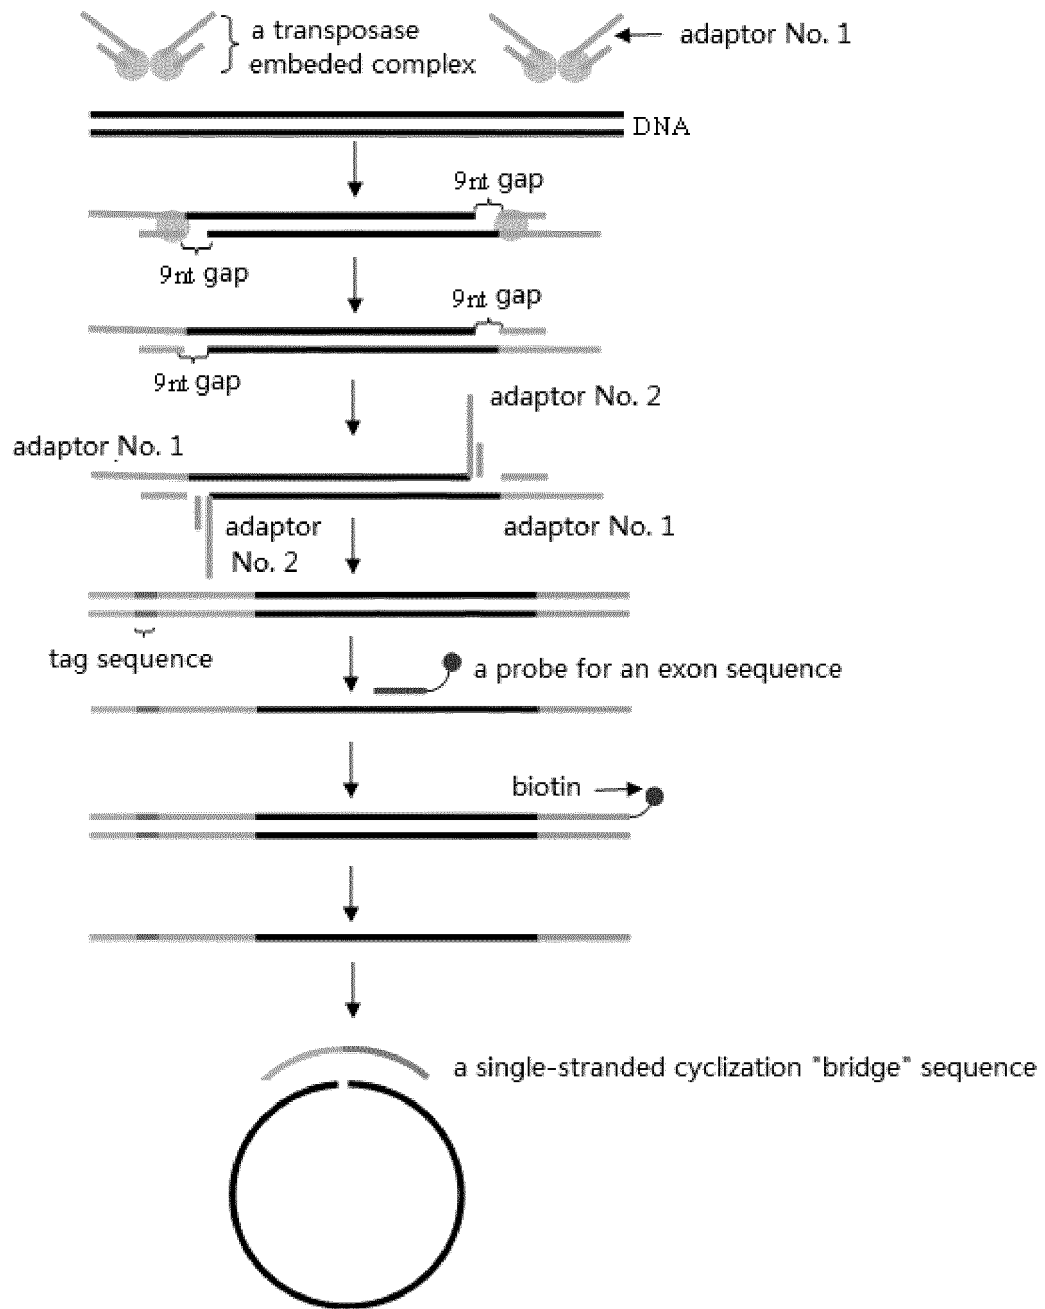 a transposase
embeded complex
adaptor No. 1
DNA
9nt gap
9nt gap
9nt gap
9nt gap
adaptor No. 2
adaptor No. 1
adaptor
No. 2
adaptor No. 1
tag sequence
a probe for an exon sequence
biotin
a single-stranded cyclization "bridge" sequence